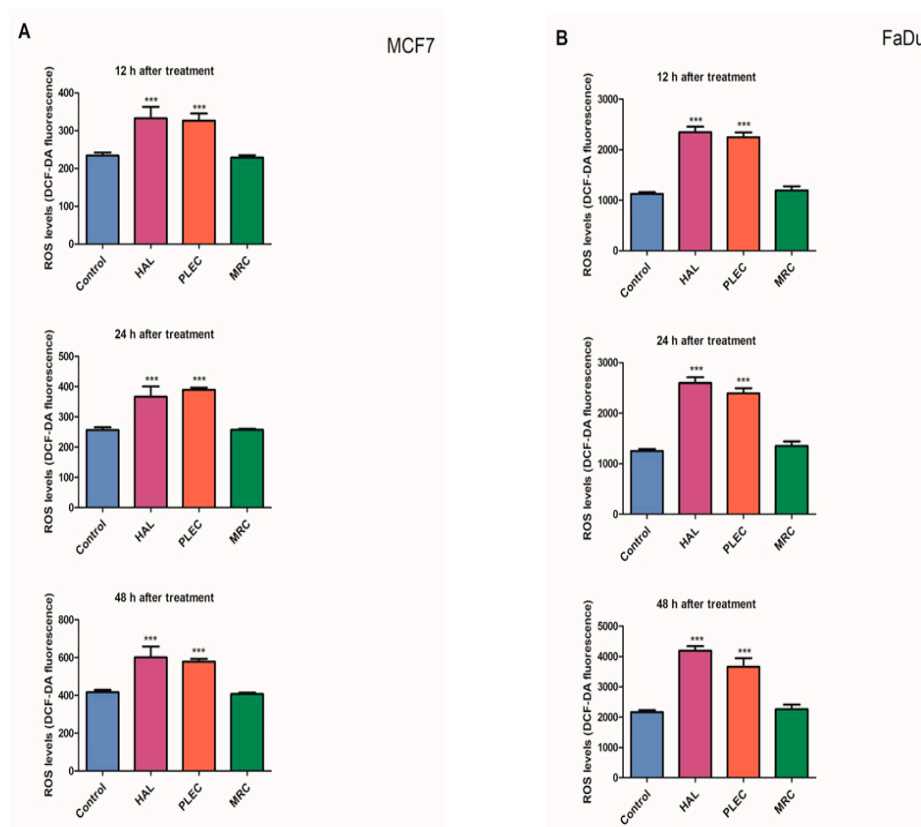 A
MCF7
12 h after treatment
ROS levels (DCF-DA fluorescence)
400
300
200
100
0
***
***
Control
HAL
PLEC
MRC
24 h after treatment
ROS levels (DCF-DA fluorescence)
500
400
300
200
100
0
***
***
Control
HAL
PLEC
MRC
48 h after treatment
ROS levels (DCF-DA fluorescence)
800
600
400
200
0
***
***
Control
HAL
PLEC
MRC
B
FaDu
12 h after treatment
ROS levels (DCF-DA fluorescence)
3000
2000
1000
0
***
***
Control
HAL
PLEC
MRC
24 h after treatment
ROS levels (DCF-DA fluorescence)
3000
2000
1000
0
***
***
Control
HAL
PLEC
MRC
48 h after treatment
ROS levels (DCF-DA fluorescence)
5000
4000
3000
2000
1000
0
***
***
Control
HAL
PLEC
MRC